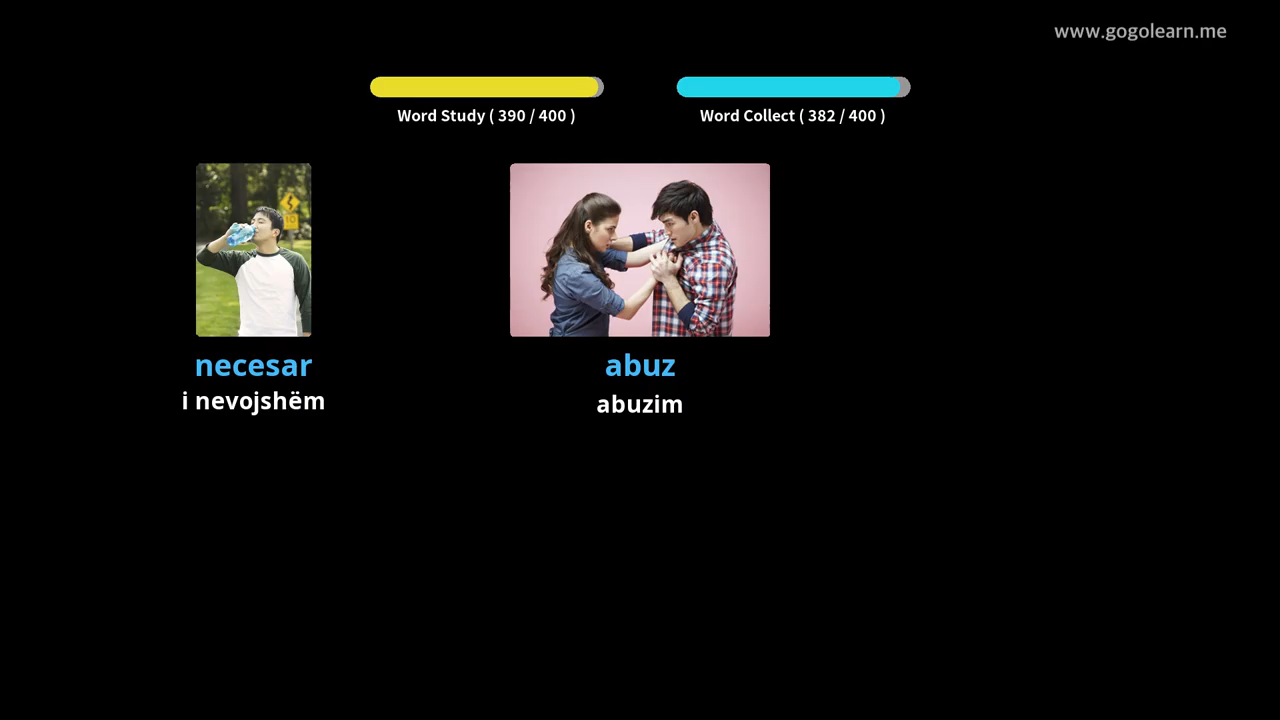 www.gogolearn.me
Word Study ( 390 / 400 )
Word Collect ( 382 / 400 )
necesar
i nevojshëm
abuz
abuzim